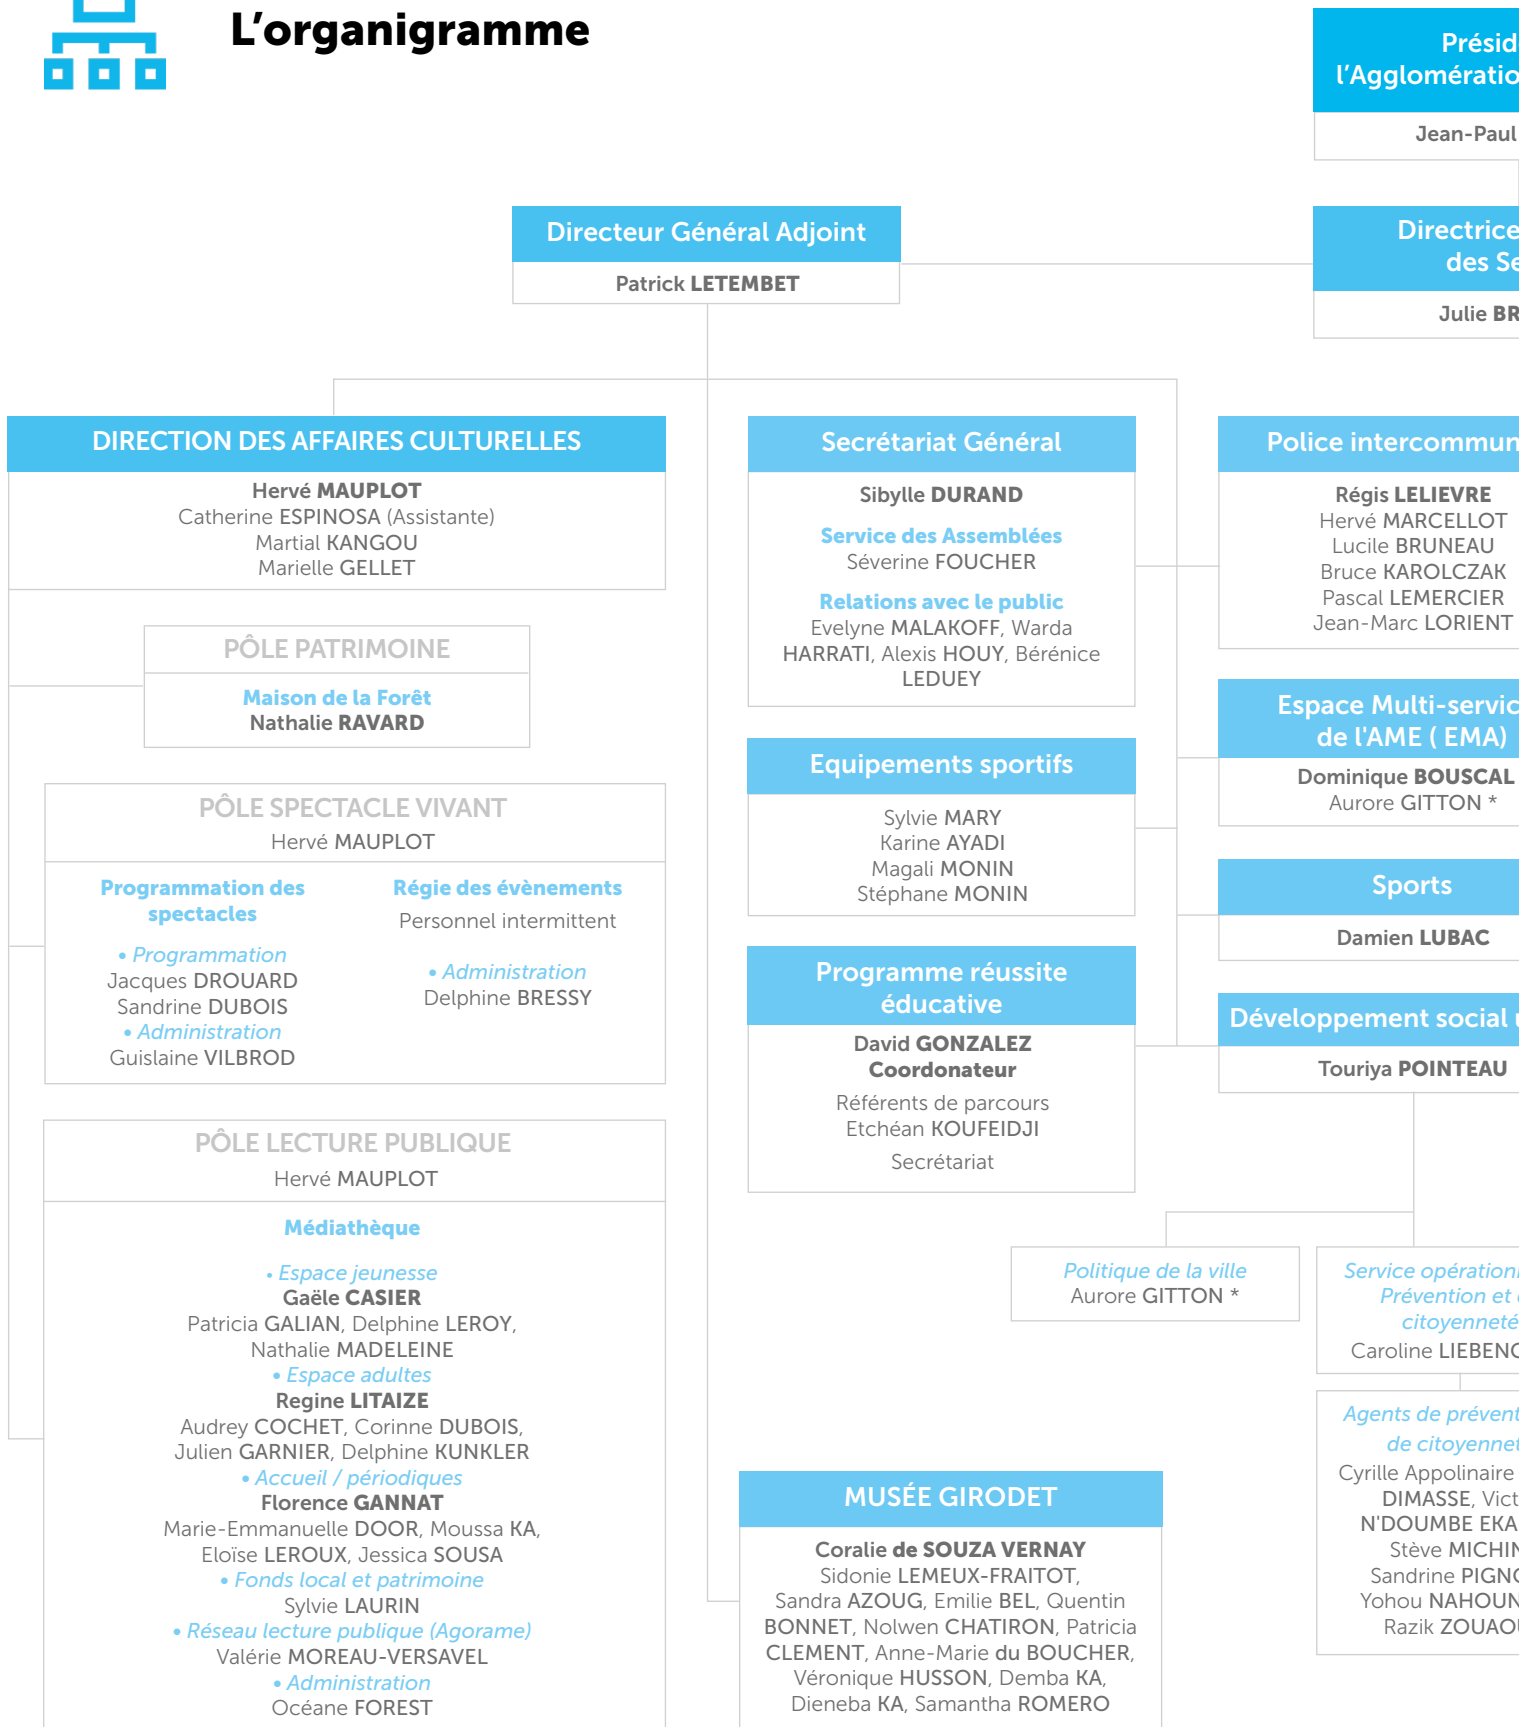 L'organigramme
Présid
l'Agglomératio
Jean-Paul
Directeur Général Adjoint
Patrick LETEMBET
Directrice
des Se
Julie BR
DIRECTION DES AFFAIRES CULTURELLES
Hervé MAUPLOT
Catherine ESPINOSA (Assistante)
Martial KANGOU
Marielle GELLET
PÔLE PATRIMOINE
Maison de la Forêt
Nathalie RAVARD
PÔLE SPECTACLE VIVANT
Hervé MAUPLOT
Programmation des
spectacles
• Programmation
Jacques DROUARD
Sandrine DUBOIS
• Administration
Guislaine VILBROD
Régie des évènements
Personnel intermittent
• Administration
Delphine BRESSY
PÔLE LECTURE PUBLIQUE
Hervé MAUPLOT
Médiathèque
• Espace jeunesse
Gaële CASIER
Patricia GALIAN, Delphine LEROY,
Nathalie MADELEINE
• Espace adultes
Regine LITAIZE
Audrey COCHET, Corinne DUBOIS,
Julien GARNIER, Delphine KUNKLER
• Accueil / périodiques
Florence GANNAT
Marie-Emmanuelle DOOR, Moussa KA,
Eloïse LEROUX, Jessica SOUSA
• Fonds local et patrimoine
Sylvie LAURIN
• Réseau lecture publique (Agorame)
Valérie MOREAU-VERSAVEL
• Administration
Océane FOREST
Secrétariat Général
Sibylle DURAND
Service des Assemblées
Séverine FOUCHER
Relations avec le public
Evelyne MALAKOFF, Warda
HARRATI, Alexis HOUY, Bérénice
LEDUEY
Equipements sportifs
Sylvie MARY
Karine AYADI
Magali MONIN
Stéphane MONIN
Programme réussite
éducative
David GONZALEZ
Coordonateur
Référents de parcours
Etchéan KOUFEIDJI
Secrétariat
Police intercommun
Régis LELIEVRE
Hervé MARCELLOT
Lucile BRUNEAU
Bruce KAROLCZAK
Pascal LEMERCIER
Jean-Marc LORIENT
Espace Multi-servic
de l'AME ( EMA)
Dominique BOUSCAL
Aurore GITTON *
Sports
Damien LUBAC
Développement social u
Touriya POINTEAU
Politique de la ville
Aurore GITTON *
Service opération
Prévention et
citoyenneté
Caroline LIEBEN
Agents de prévent
de citoyennet
Cyrille Appolinaire
DIMASSE, Vict
N'DOUMBE EKA
Stève MICHIN
Sandrine PIGN
Yohou NAHOUN
Razik ZOUAOU
MUSÉE GIRODET
Coralie de SOUZA VERNAY
Sidonie LEMEUX-FRAITOT,
Sandra AZOUG, Emilie BEL, Quentin
BONNET, Nolwen CHATIRON, Patricia
CLEMENT, Anne-Marie du BOUCHER,
Véronique HUSSON, Demba KA,
Dieneba KA, Samantha ROMERO